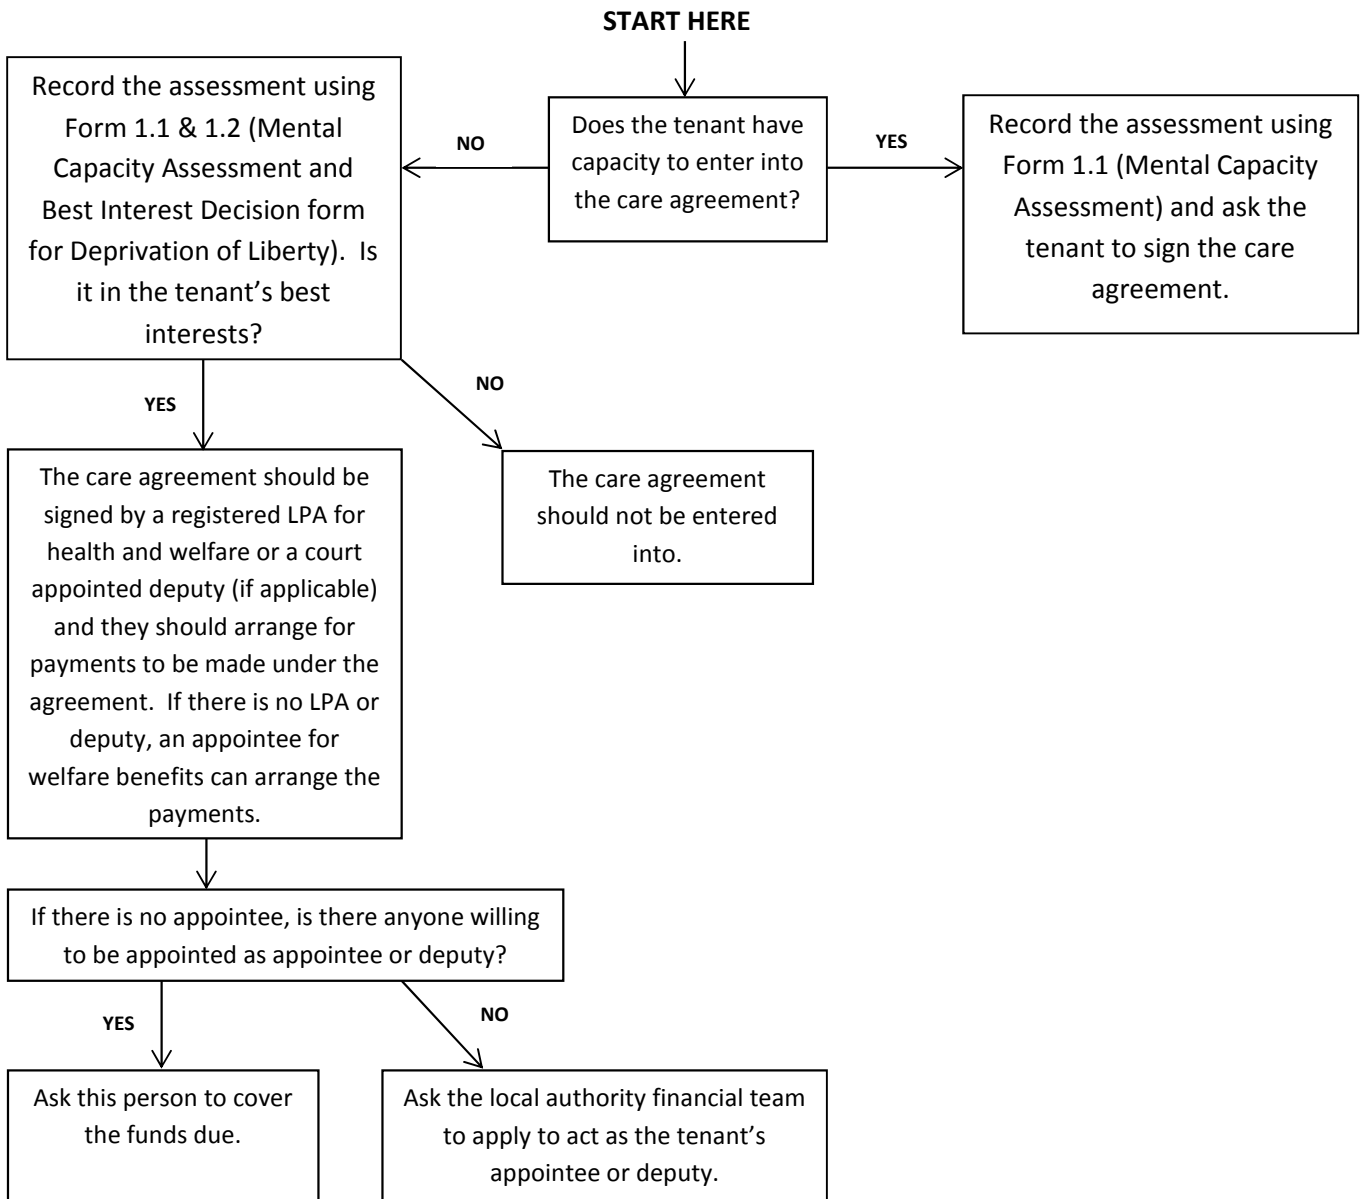 START HERE
Does the tenant have
capacity to enter into
the care agreement?
NO
YES
Record the assessment using
Form 1.1 & 1.2 (Mental
Capacity Assessment and
Best Interest Decision form
for Deprivation of Liberty).  Is
it in the tenant’s best
interests?
Record the assessment using
Form 1.1 (Mental Capacity
Assessment) and ask the
tenant to sign the care
agreement.
YES
NO
The care agreement should be
signed by a registered LPA for
health and welfare or a court
appointed deputy (if applicable)
and they should arrange for
payments to be made under the
agreement.  If there is no LPA or
deputy, an appointee for
welfare benefits can arrange the
payments.
The care agreement
should not be entered
into.
If there is no appointee, is there anyone willing
to be appointed as appointee or deputy?
YES
NO
Ask this person to cover
the funds due.
Ask the local authority financial team
to apply to act as the tenant’s
appointee or deputy.